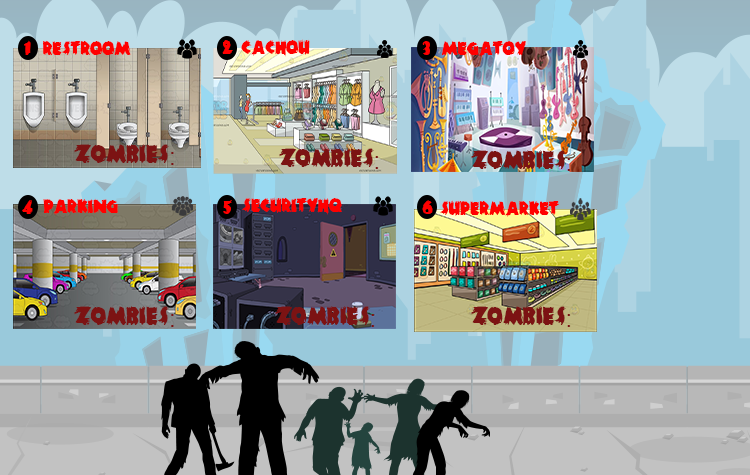 1 RESTROOM
2 CACHOU
3 MEGATOY
ZOMBIES:
ZOMBIES:
ZOMBIES:
4 PARKING
5 SECURITYHQ
6 SUPERMARKET
ZOMBIES:
ZOMBIES:
ZOMBIES: